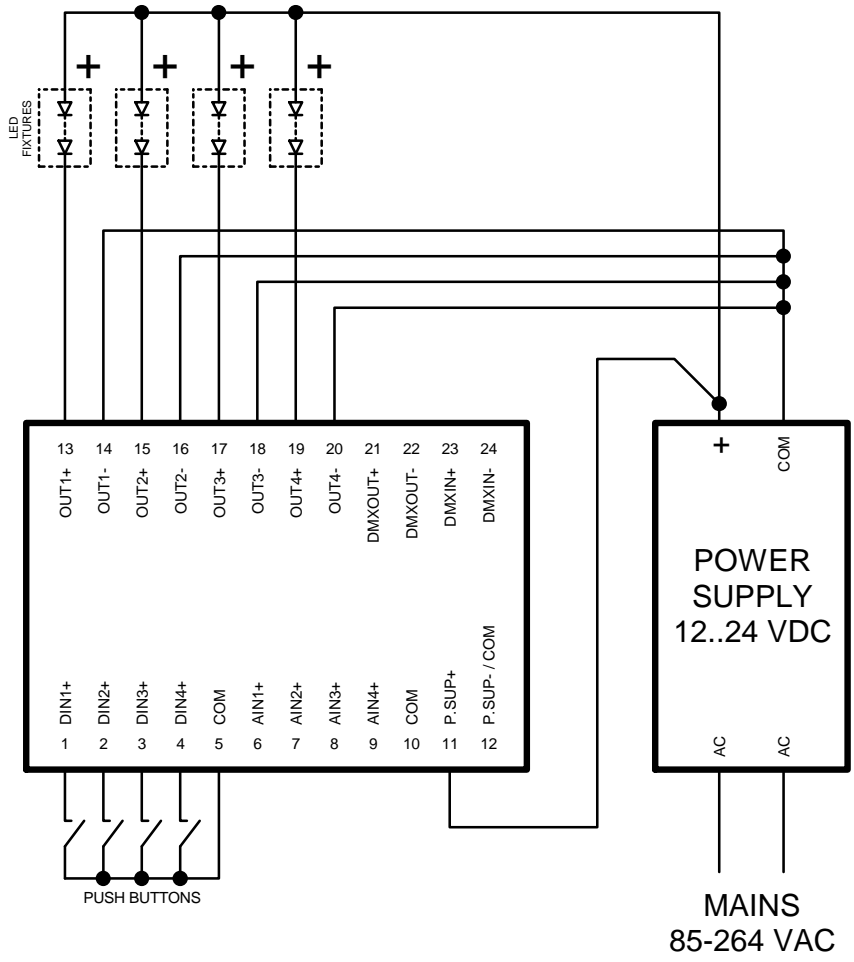 LED
FIXTURES
+ + + +
13 14 15 16 17 18 19 20 21 22 23 24
OUT1+ OUT1- OUT2+ OUT2- OUT3+ OUT3- OUT4+ OUT4- DMXOUT+ DMXOUT- DMXIN+ DMXIN-
DIN1+ DIN2+ DIN3+ DIN4+ COM AIN1+ AIN2+ AIN3+ AIN4+ COM P.SUP+ P.SUP- / COM
1 2 3 4 5 6 7 8 9 10 11 12
PUSH BUTTONS
+ COM
POWER
SUPPLY
12..24 VDC
AC AC
MAINS
85-264 VAC